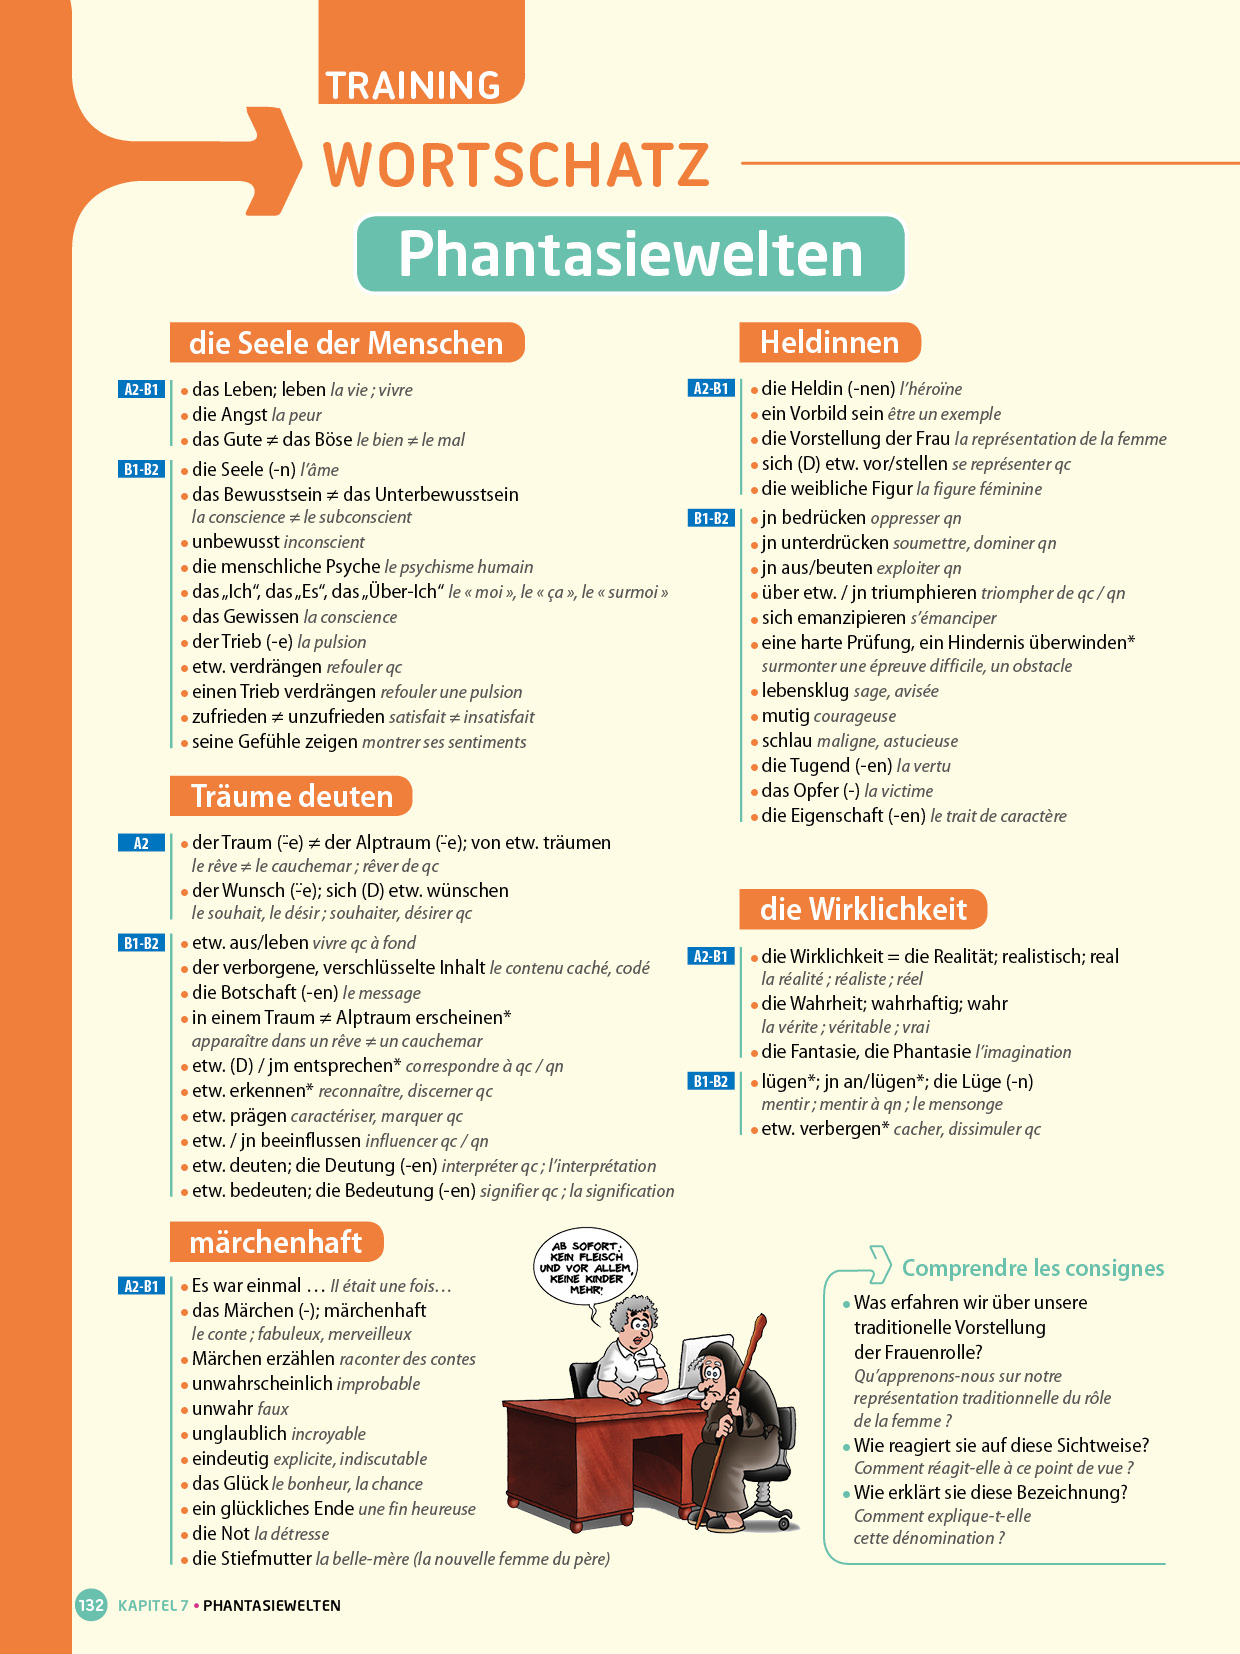 TRAINING
WORTSCHATZ
Phantasiewelten
die Seele der Menschen
A2-B1
• das Leben; leben la vie ; vivre
• die Angst la peur
• das Gute ≠ das Böse le bien ≠ le mal
B1-B2
• die Seele (-n) l’âme
• das Bewusstsein ≠ das Unterbewusstsein
la conscience ≠ le subconscient
• unbewusst inconscient
• die menschliche Psyche le psychisme humain
• das „Ich“, das „Es“, das „Über-Ich“ le « moi », le « ça », le « surmoi »
• das Gewissen la conscience
• der Trieb (-e) la pulsion
• etw. verdrängen refouler qc
• einen Trieb verdrängen refouler une pulsion
• zufrieden ≠ unzufrieden satisfait ≠ insatisfait
• seine Gefühle zeigen montrer ses sentiments
Träume deuten
A2
• der Traum (-̈e) ≠ der Alptraum (-̈e); von etw. träumen
le rêve ≠ le cauchemar ; rêver de qc
• der Wunsch (-̈e); sich (D) etw. wünschen
le souhait, le désir ; souhaiter, désirer qc
B1-B2
• etw. aus/leben vivre qc à fond
• der verborgene, verschlüsselte Inhalt le contenu caché, codé
• die Botschaft (-en) le message
• in einem Traum ≠ Alptraum erscheinen*
apparaître dans un rêve ≠ un cauchemar
• etw. (D) / jm entsprechen* correspondre à qc / qn
• etw. erkennen* reconnaître, discerner qc
• etw. prägen caractériser, marquer qc
• etw. / jn beeinflussen influencer qc / qn
• etw. deuten; die Deutung (-en) interpréter qc ; l’interprétation
• etw. bedeuten; die Bedeutung (-en) signifier qc ; la signification
märchenhaft
A2-B1
• Es war einmal … Il était une fois…
• das Märchen (-); märchenhaft
le conte ; fabuleux, merveilleux
• Märchen erzählen raconter des contes
• unwahrscheinlich improbable
• unwahr faux
• unglaublich incroyable
• eindeutig explicite, indiscutable
• das Glück le bonheur, la chance
• ein glückliches Ende une fin heureuse
• die Not la détresse
• die Stiefmutter la belle-mère (la nouvelle femme du père)
AB SOFORT:
KEIN FLEISCH
UND VOR ALLEM,
KEINE KINDER
MEHR!
Heldinnen
A2-B1
• die Heldin (-nen) l’héroïne
• ein Vorbild sein être un exemple
• die Vorstellung der Frau la représentation de la femme
• sich (D) etw. vor/stellen se représenter qc
• die weibliche Figur la figure féminine
B1-B2
• jn bedrücken oppresser qn
• jn unterdrücken soumettre, dominer qn
• jn aus/beuten exploiter qn
• über etw. / jn triumphieren triompher de qc / qn
• sich emanzipieren s’émanciper
• eine harte Prüfung, ein Hindernis überwinden*
surmonter une épreuve difficile, un obstacle
• lebensklug sage, avisée
• mutig courageuse
• schlau maligne, astucieuse
• die Tugend (-en) la vertu
• das Opfer (-) la victime
• die Eigenschaft (-en) le trait de caractère
die Wirklichkeit
A2-B1
• die Wirklichkeit = die Realität; realistisch; real
la réalité ; réaliste ; réel
• die Wahrheit; wahrhaftig; wahr
la vérite ; véritable ; vrai
• die Fantasie, die Phantasie l’imagination
B1-B2
• lügen*; jn an/lügen*; die Lüge (-n)
mentir ; mentir à qn ; le mensonge
• etw. verbergen* cacher, dissimuler qc
Comprendre les consignes
• Was erfahren wir über unsere
traditionelle Vorstellung
der Frauenrolle?
Qu’apprenons-nous sur notre
représentation traditionnelle du rôle
de la femme ?
• Wie reagiert sie auf diese Sichtweise?
Comment réagit-elle à ce point de vue ?
• Wie erklärt sie diese Bezeichnung?
Comment explique-t-elle
cette dénomination ?
132 KAPITEL 7 • PHANTASIEWELTEN